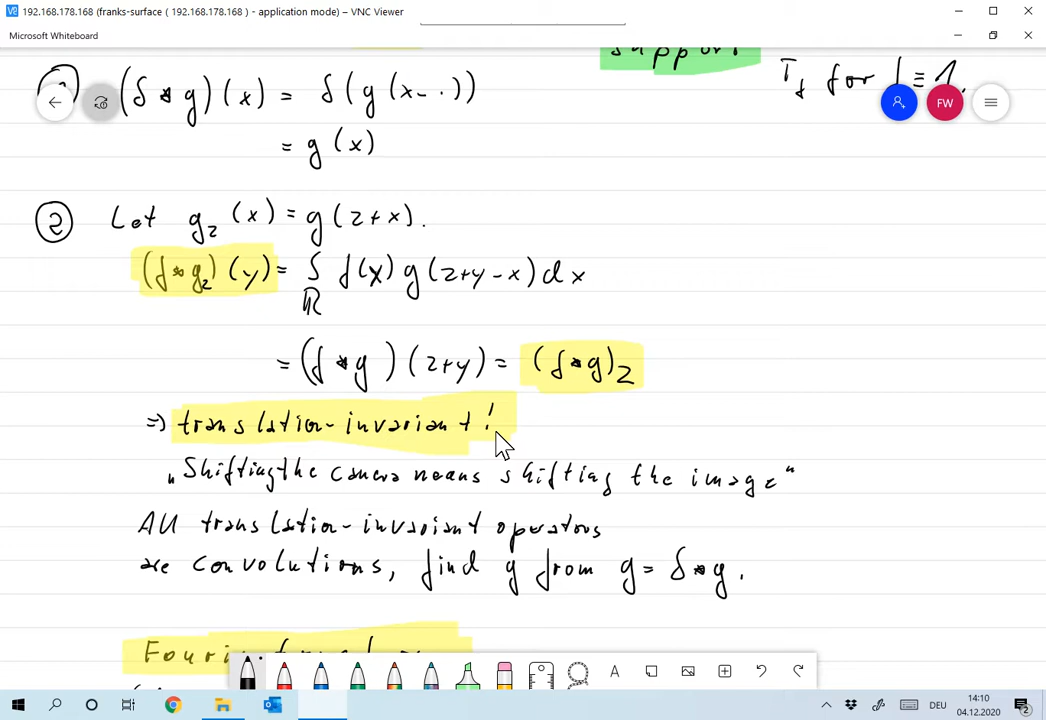 192.168.178.168 (franks-surface ( 192.168.178.168 ) - application mode) – VNC Viewer
Microsoft Whiteboard
support
T_f for f ≡ 1.
(δ * g)(x) = δ(g(x-·))
FW
= g(x)
② Let g_z(x) = g(z+x).
(f * g_z)(y) = ∫_ℝ f(x) g(z+y-x) dx
= (f * g)(z+y) = (f * g)_z
=> translation-invariant!
„Shifting the camera means shifting the image"
All translation-invariant operators
are convolutions, find g from g = δ * g.
A
DEU
14:10
04.12.2020
2